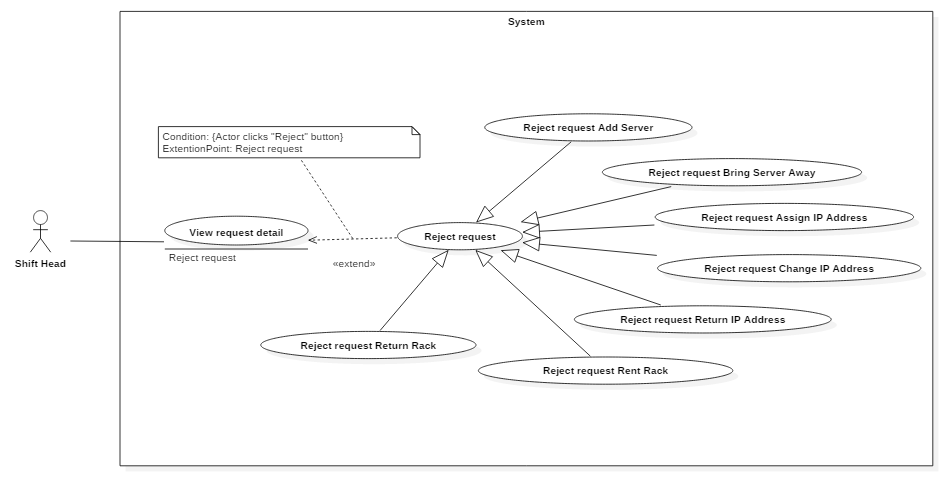 System
Condition: {Actor clicks "Reject" button}
ExtentionPoint: Reject request
Reject request Add Server
Reject request Bring Server Away
Reject request Assign IP Address
View request detail
Reject request
Reject request
Shift Head
«extend»
Reject request Change IP Address
Reject request Return IP Address
Reject request Return Rack
Reject request Rent Rack